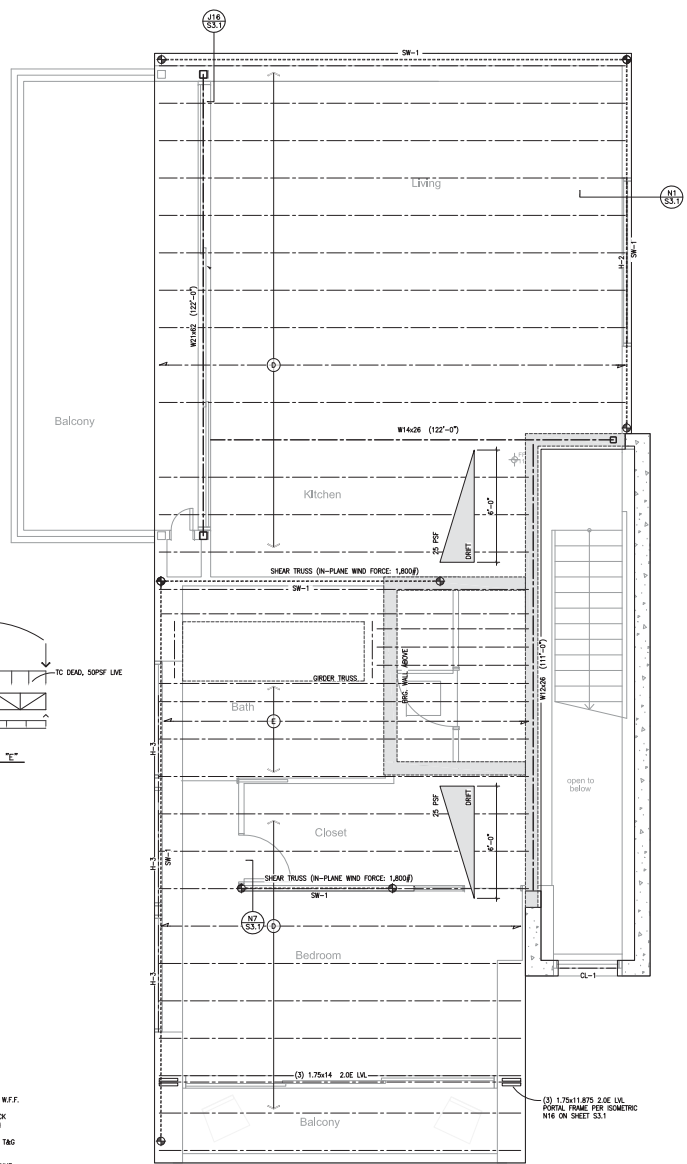 J16
S3.1
SW-1
Living
N1
S3.1
SW-1
H-2
W21x62 (122'-0")
D
Balcony
W14x26 (122'-0")
Kitchen
25 PSF
DRIFT
6'-0"
SHEAR TRUSS (IN-PLANE WIND FORCE: 1,800#)
SW-1
TC DEAD, 50PSF LIVE
"E"
GIRDER TRUSS
BRG. WALL ABOVE
Bath
E
W12x26 (111'-0")
H-3
open to
below
25 PSF
DRIFT
6'-0"
Closet
H-3
SW-1
SHEAR TRUSS (IN-PLANE WIND FORCE: 1,800#)
SW-1
N7
S3.1
D
Bedroom
H-3
CL-1
(3) 1.75x14 2.0E LVL
(3) 1.75x11.875 2.0E LVL
PORTAL FRAME PER ISOMETRIC
N16 ON SHEET S3.1
Balcony
W.F.F.
T&G